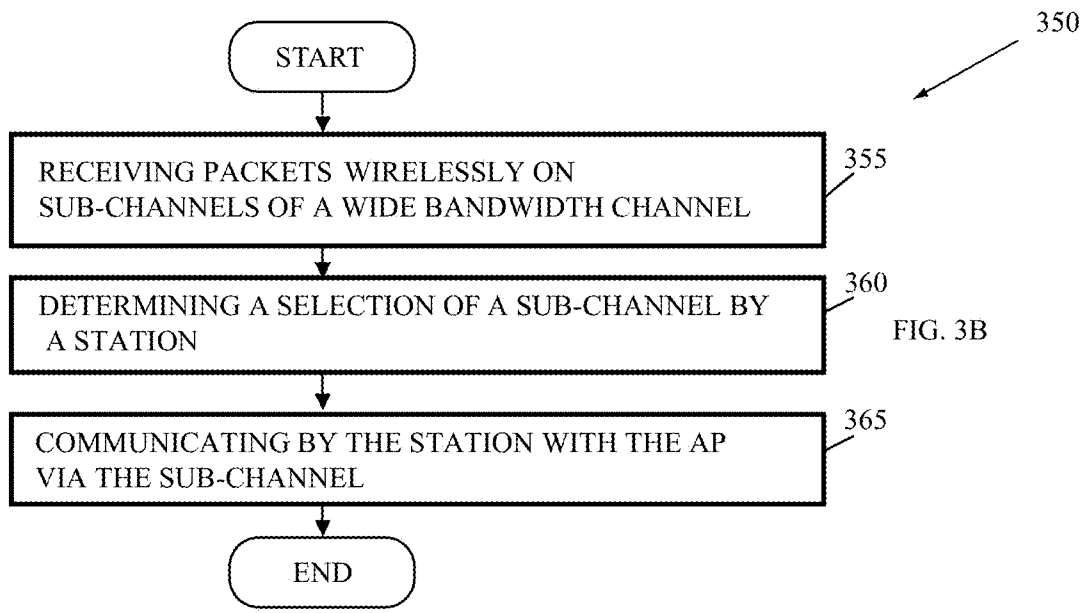 350
START
355
RECEIVING PACKETS WIRELESSLY ON
SUB-CHANNELS OF A WIDE BANDWIDTH CHANNEL
360
DETERMINING A SELECTION OF A SUB-CHANNEL BY
A STATION
FIG. 3B
365
COMMUNICATING BY THE STATION WITH THE AP
VIA THE SUB-CHANNEL
END